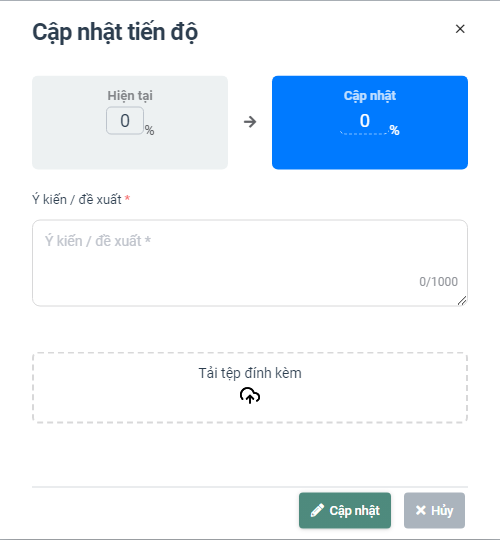 Cập nhật tiến độ
Hiện tại
0 %
Cập nhật
0 %
Ý kiến / đề xuất *
Ý kiến / đề xuất *
0/1000
Tải tệp đính kèm
Cập nhật
Hủy